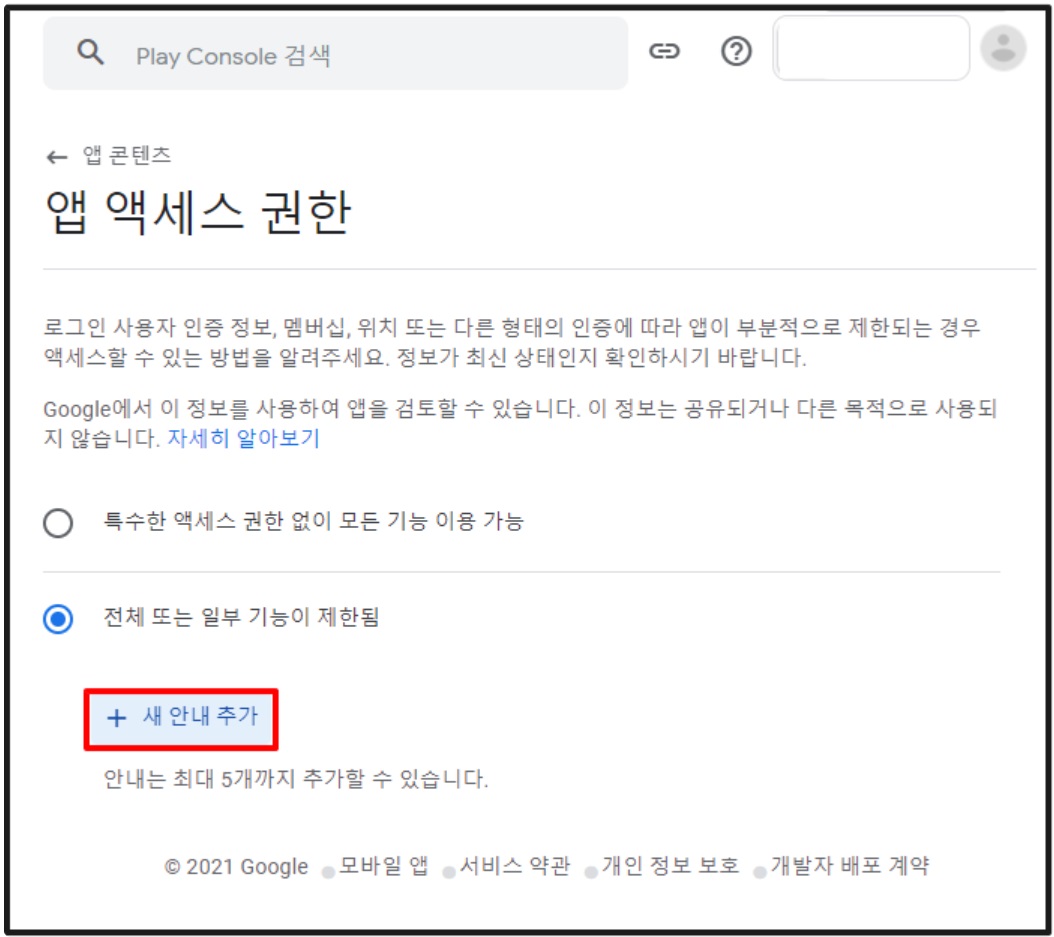 Play Console 검색
앱 콘텐츠
앱 액세스 권한
로그인 사용자 인증 정보, 멤버십, 위치 또는 다른 형태의 인증에 따라 앱이 부분적으로 제한되는 경우
액세스할 수 있는 방법을 알려주세요. 정보가 최신 상태인지 확인하시기 바랍니다.
Google에서 이 정보를 사용하여 앱을 검토할 수 있습니다. 이 정보는 공유되거나 다른 목적으로 사용되
지 않습니다. 자세히 알아보기
특수한 액세스 권한 없이 모든 기능 이용 가능
전체 또는 일부 기능이 제한됨
+ 새 안내 추가
안내는 최대 5개까지 추가할 수 있습니다.
© 2021 Google 모바일 앱 서비스 약관 개인 정보 보호 개발자 배포 계약